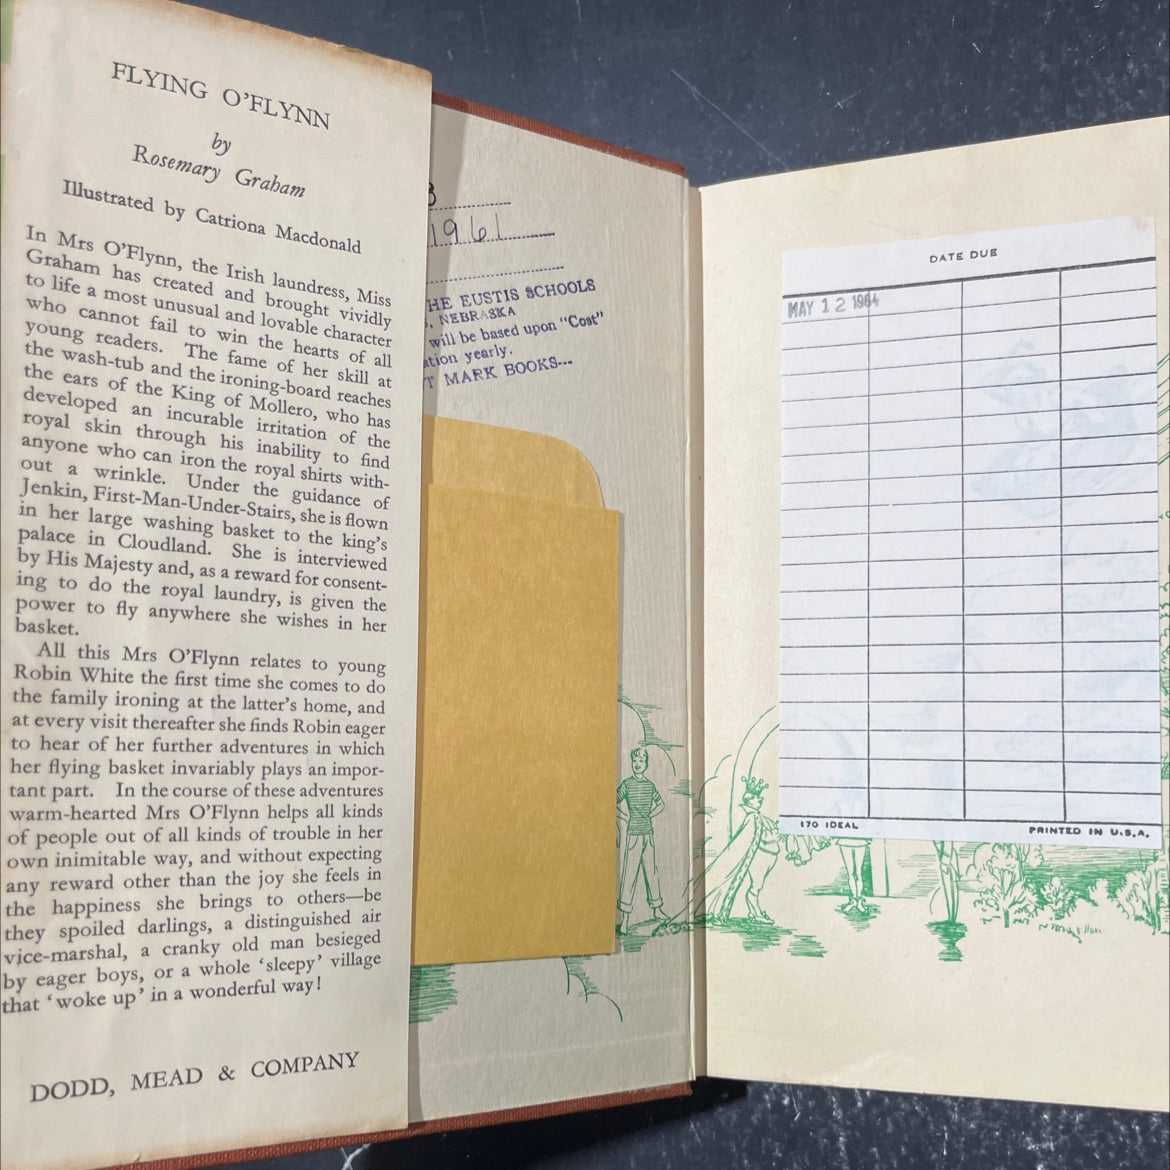 FLYING O'FLYNN
by
Rosemary Graham
Illustrated by Catriona Macdonald
In Mrs O'Flynn, the Irish laundress, Miss
Graham has created and brought vividly
to life a most unusual and lovable character
who cannot fail to win the hearts of all
young readers. The fame of her skill at
the wash-tub and the ironing-board reaches
the ears of the King of Mollero, who has
developed an incurable irritation of the
royal skin through his inability to find
anyone who can iron the royal shirts with-
out a wrinkle. Under the guidance of
Jenkin, First-Man-Under-Stairs, she is flown
in her large washing basket to the king's
palace in Cloudland. She is interviewed
by His Majesty and, as a reward for consent-
ing to do the royal laundry, is given the
power to fly anywhere she wishes in her
basket.
All this Mrs O'Flynn relates to young
Robin White the first time she comes to do
the family ironing at the latter's home, and
at every visit thereafter she finds Robin eager
to hear of her further adventures in which
her flying basket invariably plays an impor-
tant part. In the course of these adventures
warm-hearted Mrs O'Flynn helps all kinds
of people out of all kinds of trouble in her
own inimitable way, and without expecting
any reward other than the joy she feels in
the happiness she brings to others—be
they spoiled darlings, a distinguished air
vice-marshal, a cranky old man besieged
by eager boys, or a whole 'sleepy' village
that 'woke up' in a wonderful way!
DODD, MEAD & COMPANY
1961
HE EUSTIS SCHOOLS
, NEBRASKA
will be based upon "Cost"
ation yearly.
T MARK BOOKS---
DATE DUE
MAY 12 1964
170 IDEAL
PRINTED IN U.S.A.